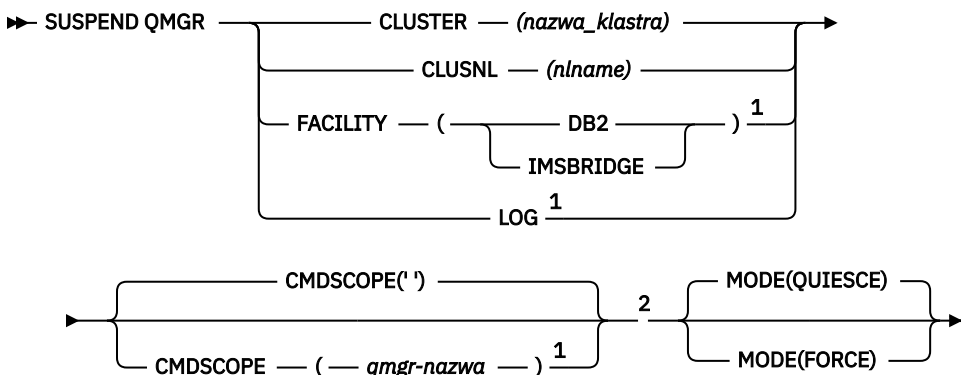 SUSPEND QMGR CLUSTER (nazwa_klastra)
CLUSNL (nlname)
FACILITY ( DB2 ) 1
IMSBRIDGE
LOG 1
CMDSCOPE(' ') 2 MODE(QUIESCE)
CMDSCOPE ( qmgr-nazwa ) 1 MODE(FORCE)